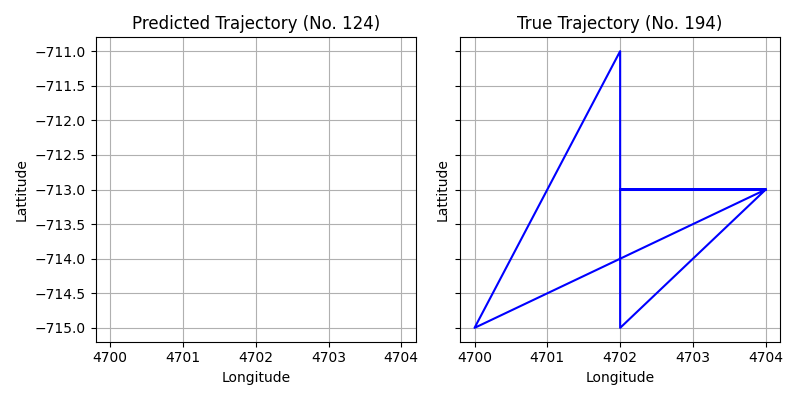 Predicted Trajectory (No. 124)
True Trajectory (No. 194)
−711.0
−711.5
−712.0
−712.5
−713.0
−713.5
−714.0
−714.5
−715.0
Lattitude
Lattitude
4700 4701 4702 4703 4704
4700 4701 4702 4703 4704
Longitude
Longitude